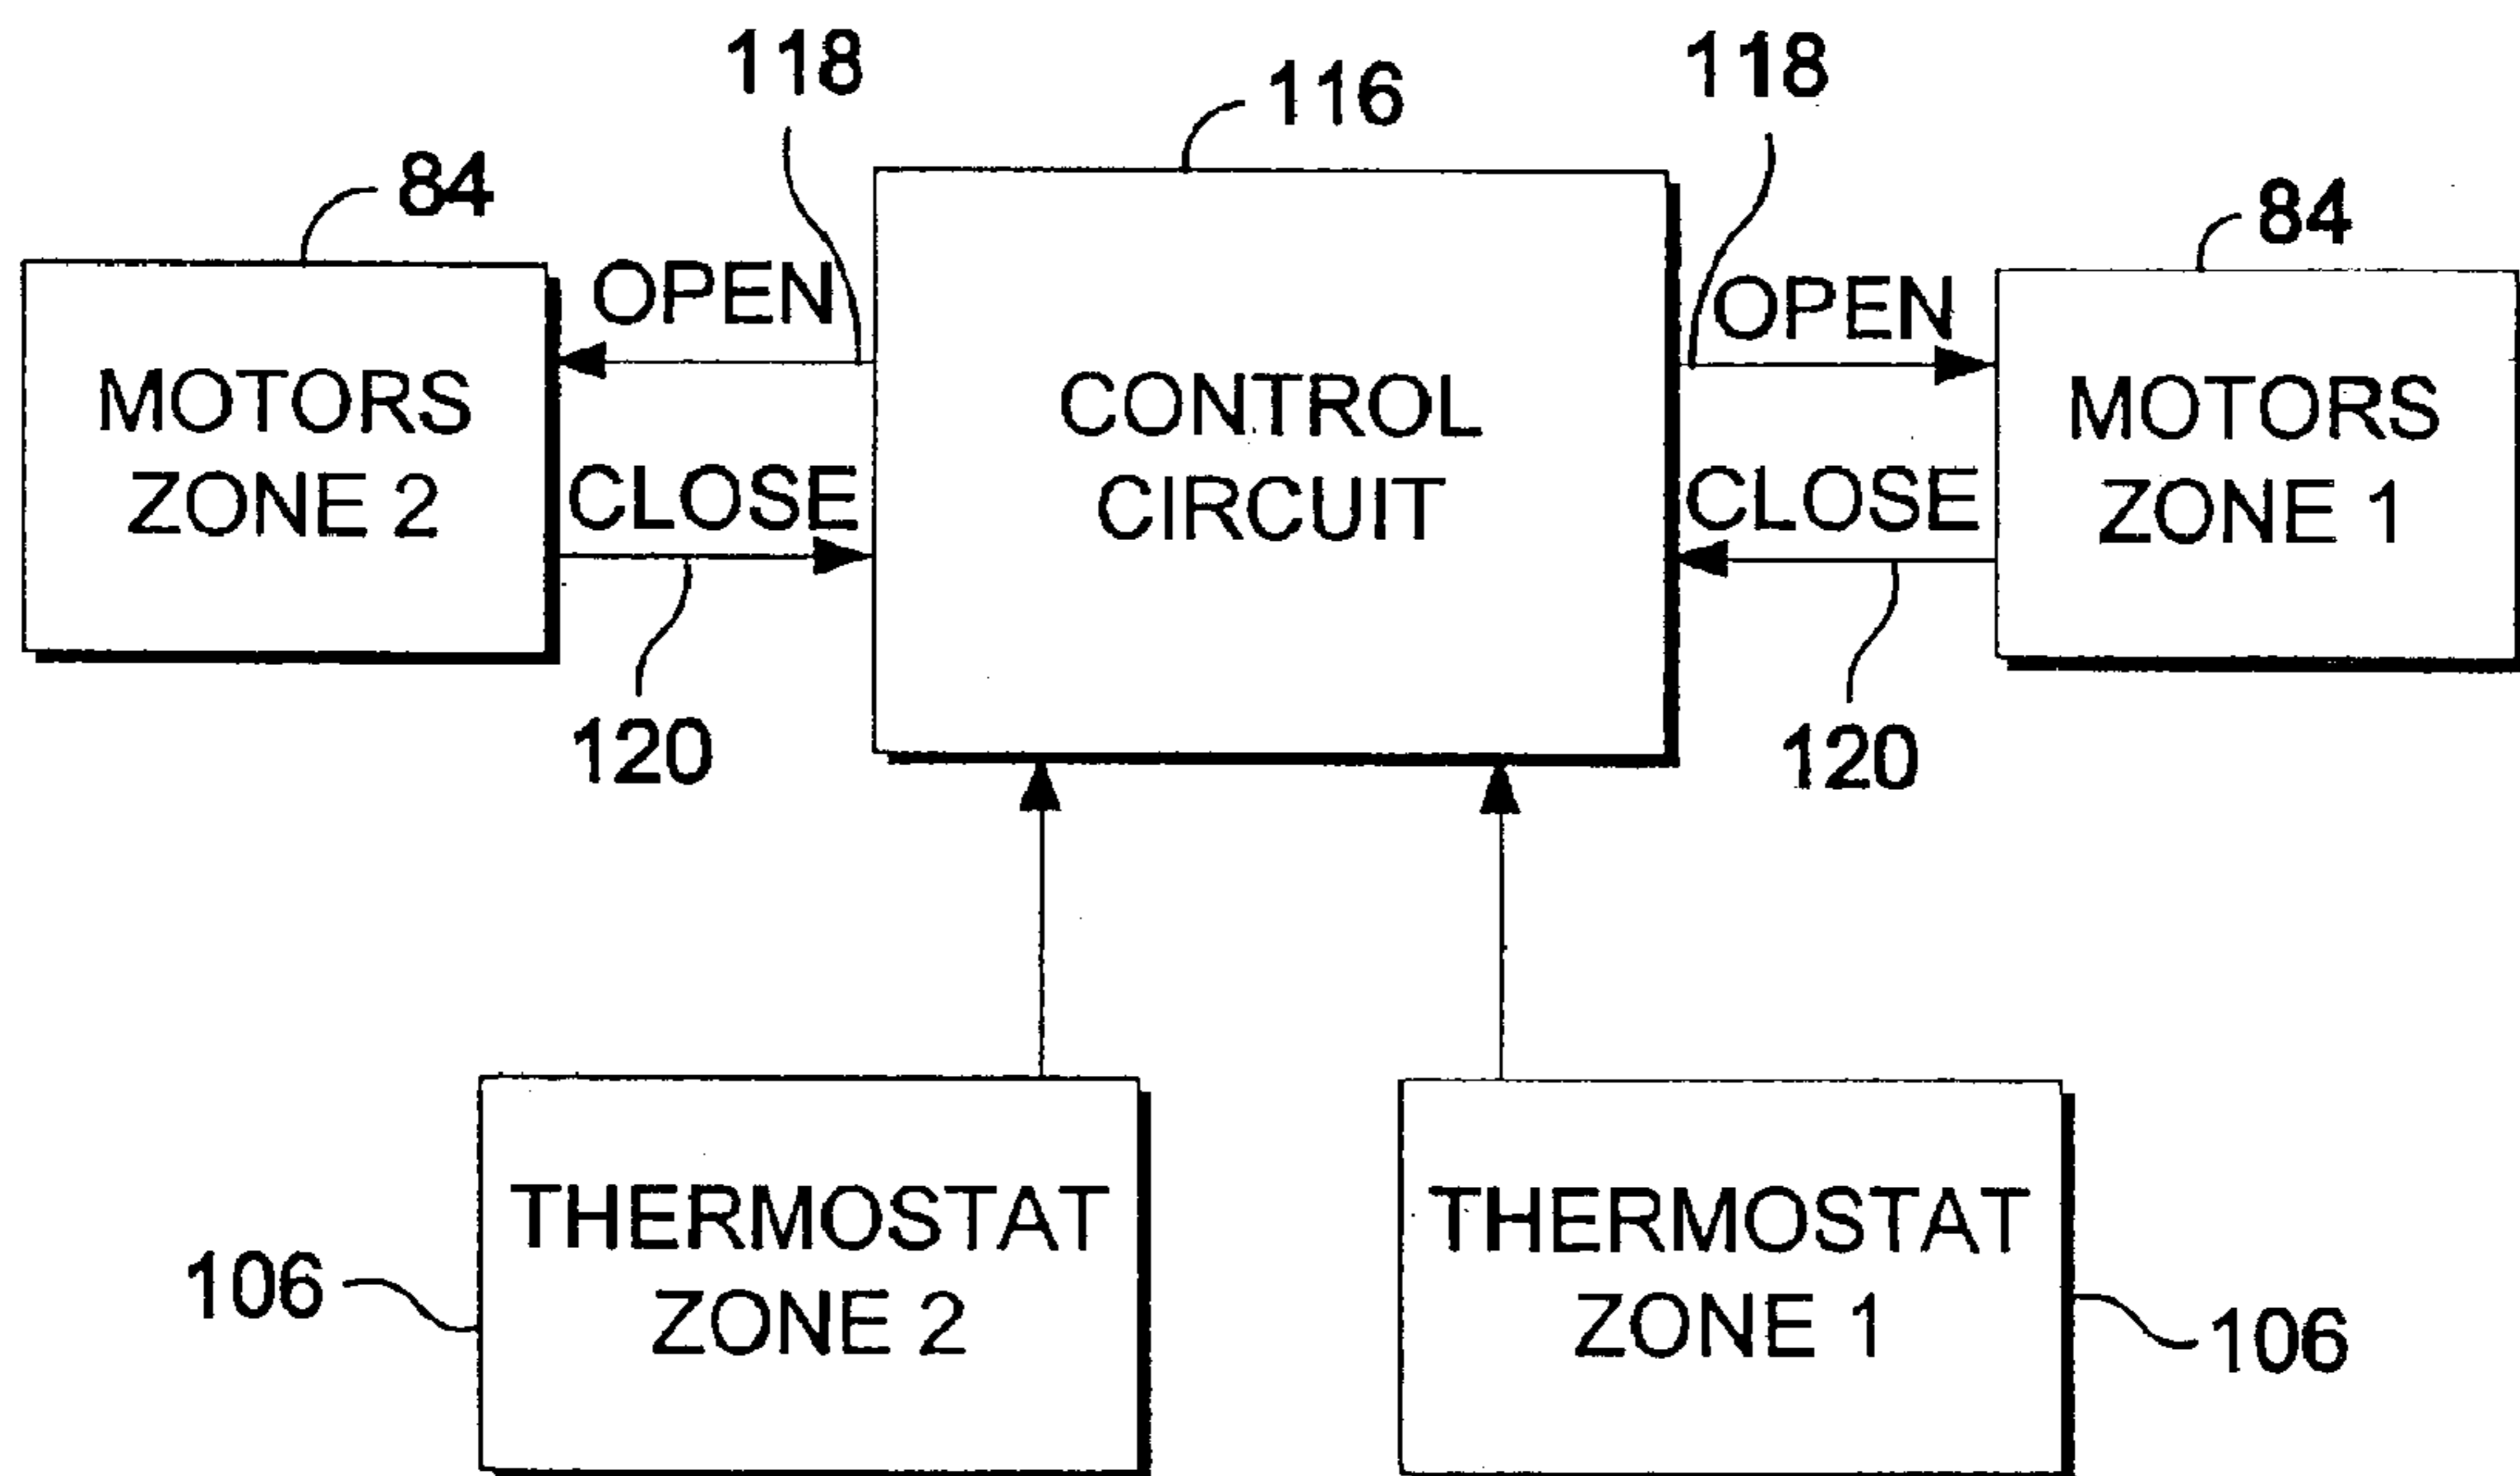 118
116
118
84
84
OPEN
OPEN
MOTORS
ZONE 2
CONTROL
CIRCUIT
MOTORS
ZONE 1
CLOSE
CLOSE
120
120
THERMOSTAT
ZONE 2
THERMOSTAT
ZONE 1
106
106